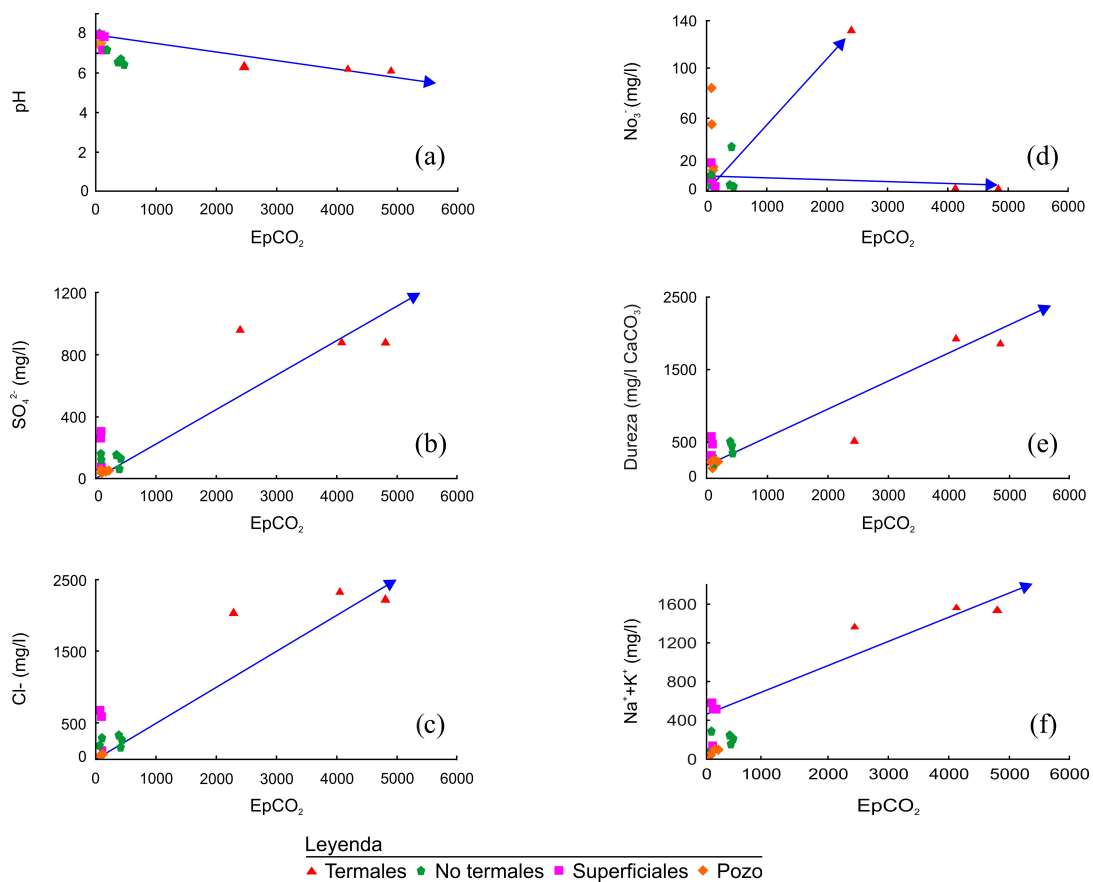 8
6
4
2
0
pH
(a)
0 1000 2000 3000 4000 5000 6000
EpCO₂
140
100
60
20
0
No₃⁻ (mg/l)
(d)
0 1000 2000 3000 4000 5000 6000
EpCO₂
1200
800
400
0
SO₄²⁻ (mg/l)
(b)
0 1000 2000 3000 4000 5000 6000
EpCO₂
2500
1500
500
0
Dureza (mg/l CaCO₃)
(e)
0 1000 2000 3000 4000 5000 6000
EpCO₂
2500
1500
500
0
Cl- (mg/l)
(c)
0 1000 2000 3000 4000 5000 6000
EpCO₂
1600
1200
800
400
0
Na⁺+K⁺ (mg/l)
(f)
0 1000 2000 3000 4000 5000 6000
EpCO₂
Leyenda
Termales No termales Superficiales Pozo